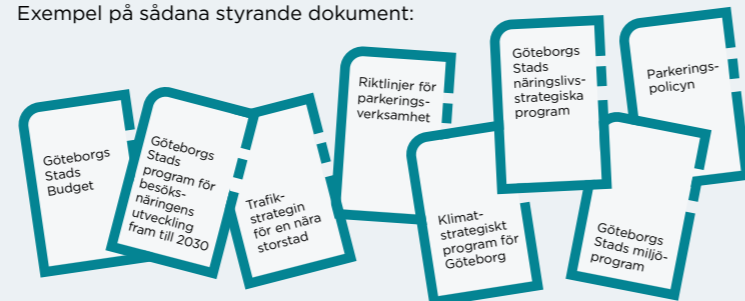 Exempel på sådana styrande dokument:
Göteborgs
Stads
Budget
Göteborgs
Stads
program för
besöks-
näringens
utveckling
fram till 2030
Trafik-
strategin
för en nära
storstad
Riktlinjer för
parkerings-
verksamhet
Klimat-
strategiskt
program för
Göteborg
Göteborgs
Stads
näringslivs-
strategiska
program
Göteborgs
Stads miljö-
program
Parkerings-
policyn